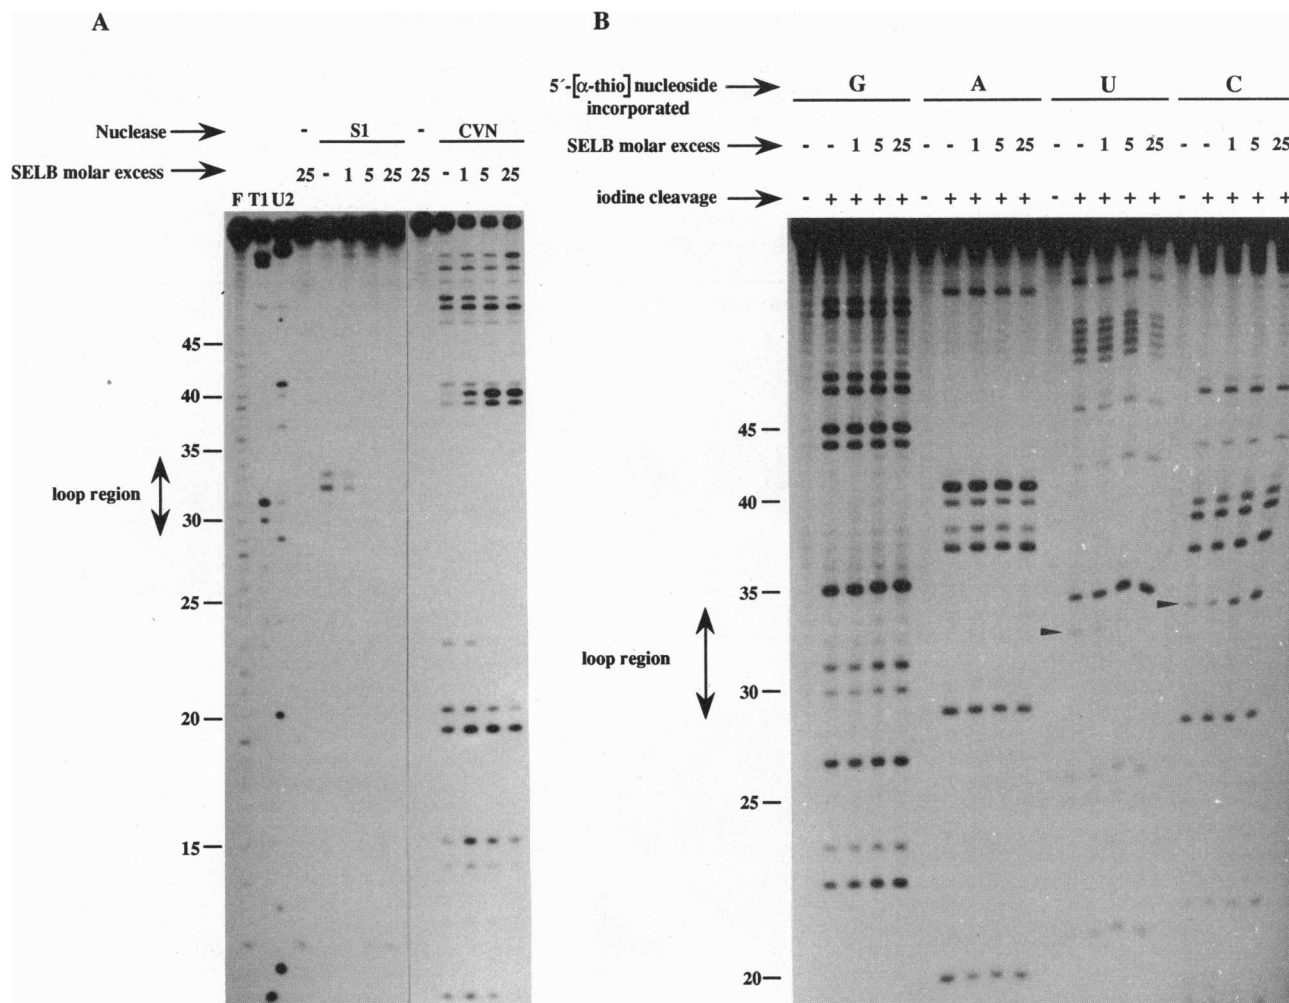 A
B
5´-[α-thio] nucleoside
incorporated
G A U C
Nuclease - S1 - CVN
SELB molar excess - - 1 5 25 - - 1 5 25 - - 1 5 25 - - 1 5 25
SELB molar excess 25 - 1 5 25 - 1 5 25
iodine cleavage - + + + + - + + + + - + + + + - + + + +
F T1 U2
45
40
35
loop region
30
25
20
15
45
40
35
loop region
30
25
20